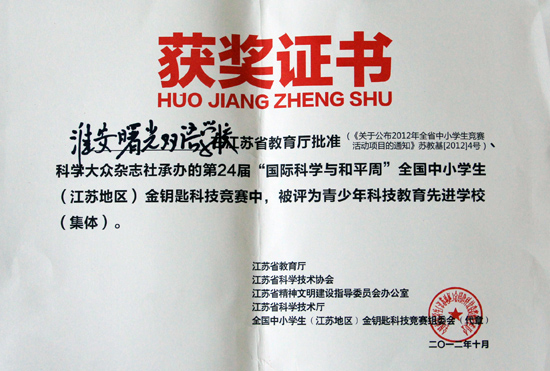 获奖证书
HUO JIANG ZHENG SHU
淮安曙光双语学校在江苏省教育厅批准（《关于公布2012年全省中小学生竞赛活动项目的通知》苏教基[2012]4号）、
科学大众杂志社承办的第24届“国际科学与和平周”全国中小学生
（江苏地区）金钥匙科技竞赛中，被评为青少年科技教育先进学校
（集体）。
江苏省教育厅
江苏省科学技术协会
江苏省精神文明建设指导委员会办公室
江苏省科学技术厅
全国中小学生（江苏地区）金钥匙科技竞赛组委会（代章）
二〇一二年十月